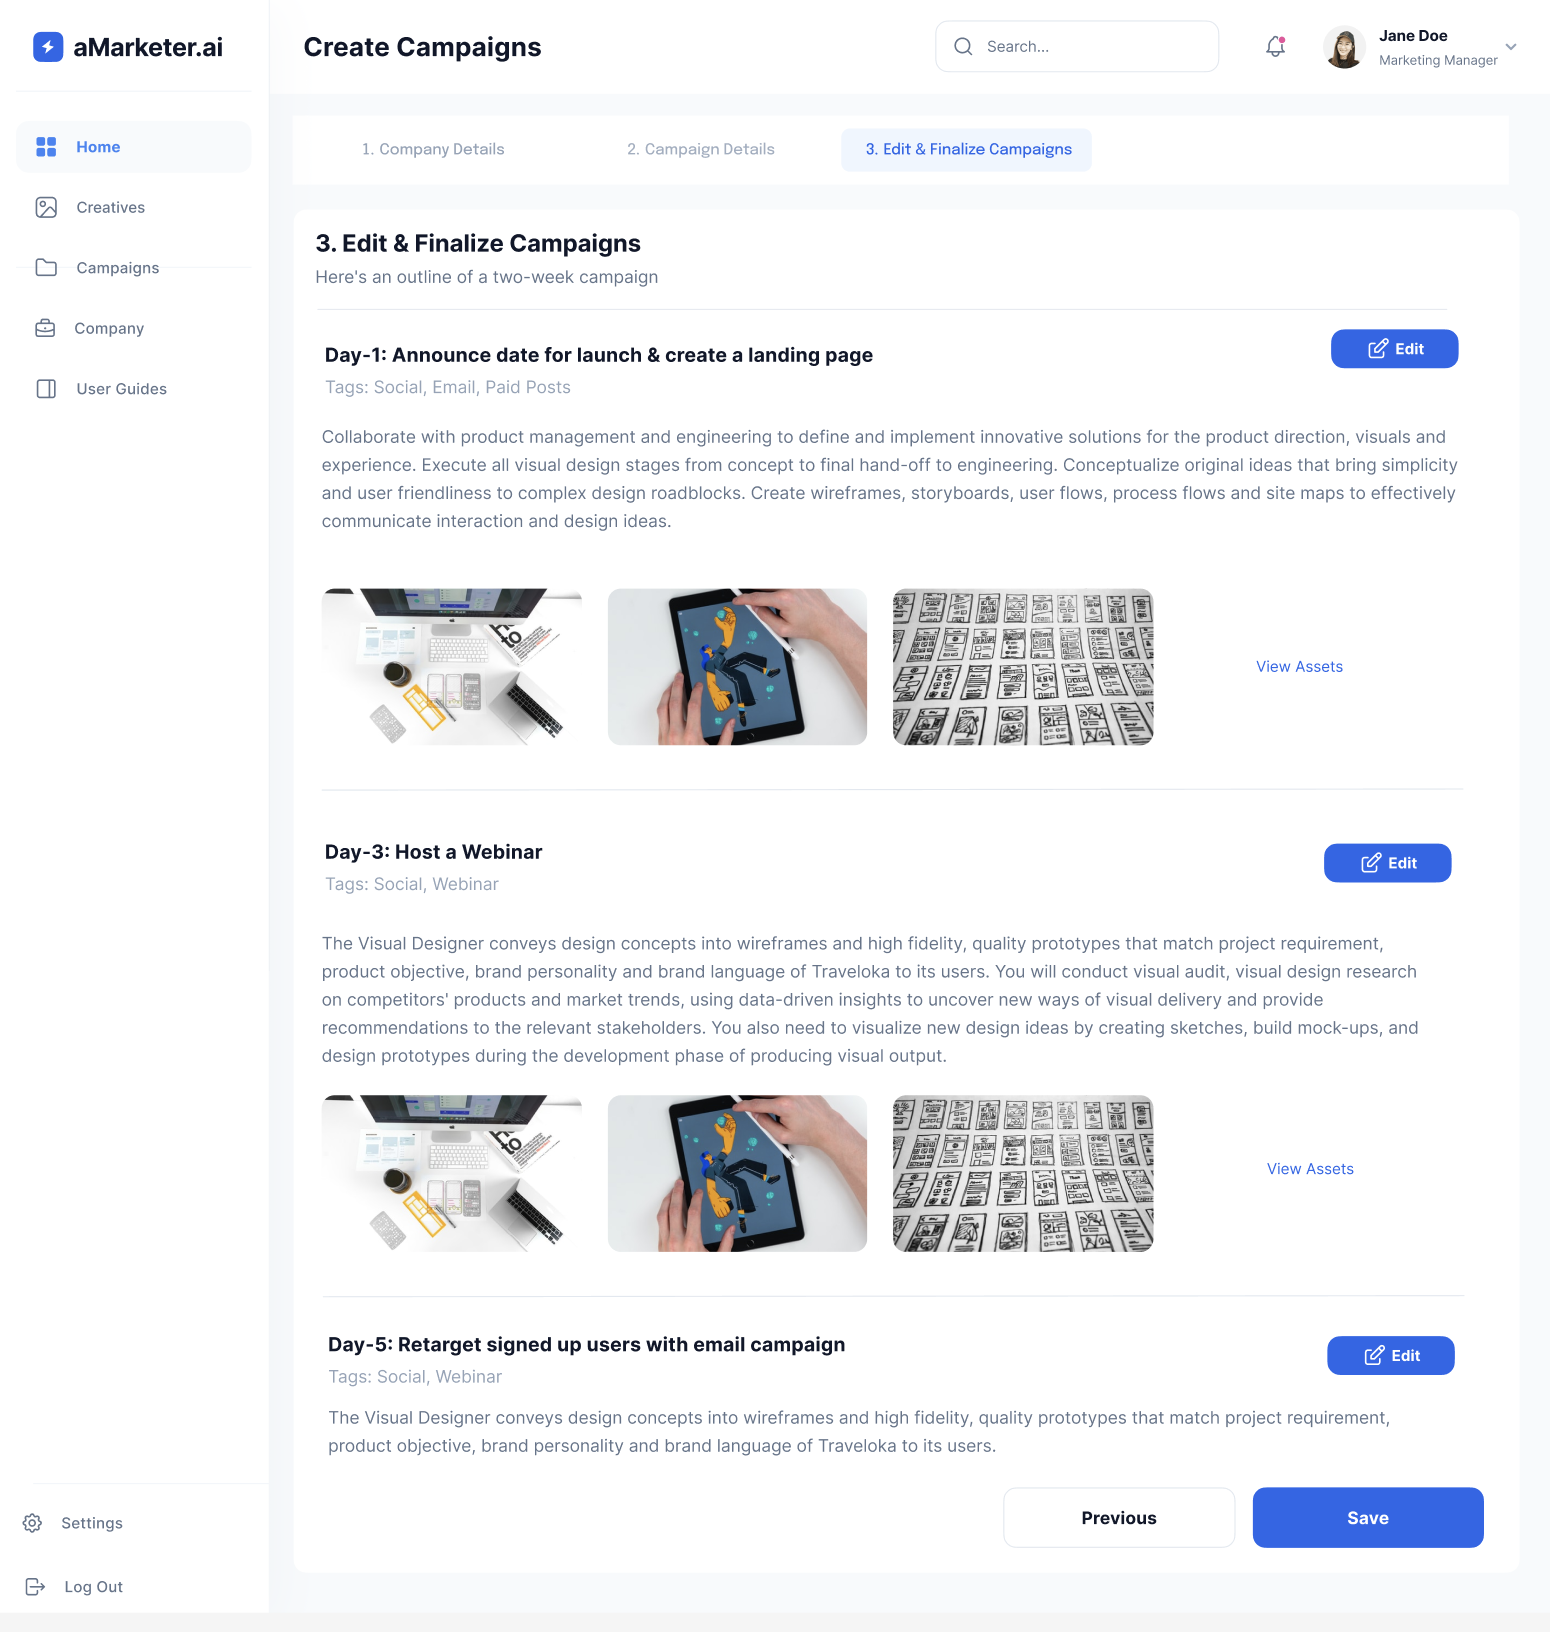 aMarketer.ai
Create Campaigns
Search...
Jane Doe
Marketing Manager
Home
Creatives
Campaigns
Company
User Guides
Settings
Log Out
1. Company Details
2. Campaign Details
3. Edit & Finalize Campaigns
3. Edit & Finalize Campaigns
Here's an outline of a two-week campaign
Day-1: Announce date for launch & create a landing page
Edit
Tags: Social, Email, Paid Posts
Collaborate with product management and engineering to define and implement innovative solutions for the product direction, visuals and
experience. Execute all visual design stages from concept to final hand-off to engineering. Conceptualize original ideas that bring simplicity
and user friendliness to complex design roadblocks. Create wireframes, storyboards, user flows, process flows and site maps to effectively
communicate interaction and design ideas.
View Assets
Day-3: Host a Webinar
Edit
Tags: Social, Webinar
The Visual Designer conveys design concepts into wireframes and high fidelity, quality prototypes that match project requirement,
product objective, brand personality and brand language of Traveloka to its users. You will conduct visual audit, visual design research
on competitors' products and market trends, using data-driven insights to uncover new ways of visual delivery and provide
recommendations to the relevant stakeholders. You also need to visualize new design ideas by creating sketches, build mock-ups, and
design prototypes during the development phase of producing visual output.
View Assets
Day-5: Retarget signed up users with email campaign
Edit
Tags: Social, Webinar
The Visual Designer conveys design concepts into wireframes and high fidelity, quality prototypes that match project requirement,
product objective, brand personality and brand language of Traveloka to its users.
Previous
Save